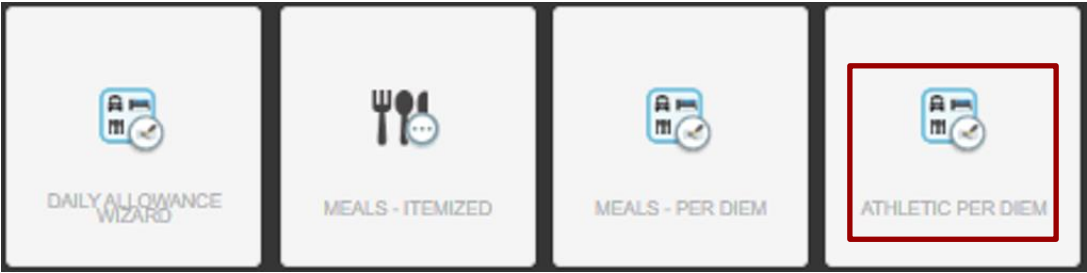 DAILY ALLOWANCE
WIZARD
MEALS - ITEMIZED
MEALS - PER DIEM
ATHLETIC PER DIEM